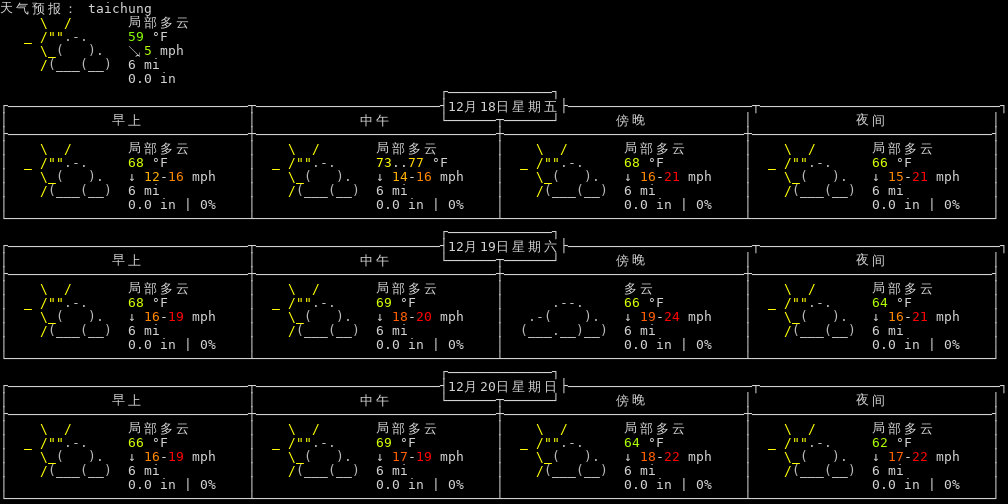 天气预报： taichung
局部多云
59 °F
↘5 mph
6 mi
0.0 in
12月18日星期五
早上 中午 傍晚 夜间
局部多云 局部多云 局部多云 局部多云
68 °F 73..77 °F 68 °F 66 °F
↓ 12-16 mph ↓ 14-16 mph ↓ 16-21 mph ↓ 15-21 mph
6 mi 6 mi 6 mi 6 mi
0.0 in | 0% 0.0 in | 0% 0.0 in | 0% 0.0 in | 0%
12月19日星期六
早上 中午 傍晚 夜间
局部多云 局部多云 多云 局部多云
68 °F 69 °F 66 °F 64 °F
↓ 16-19 mph ↓ 18-20 mph ↓ 19-24 mph ↓ 16-21 mph
6 mi 6 mi 6 mi 6 mi
0.0 in | 0% 0.0 in | 0% 0.0 in | 0% 0.0 in | 0%
12月20日星期日
早上 中午 傍晚 夜间
局部多云 局部多云 局部多云 局部多云
66 °F 69 °F 64 °F 62 °F
↓ 16-19 mph ↓ 17-19 mph ↓ 18-22 mph ↓ 17-22 mph
6 mi 6 mi 6 mi 6 mi
0.0 in | 0% 0.0 in | 0% 0.0 in | 0% 0.0 in | 0%